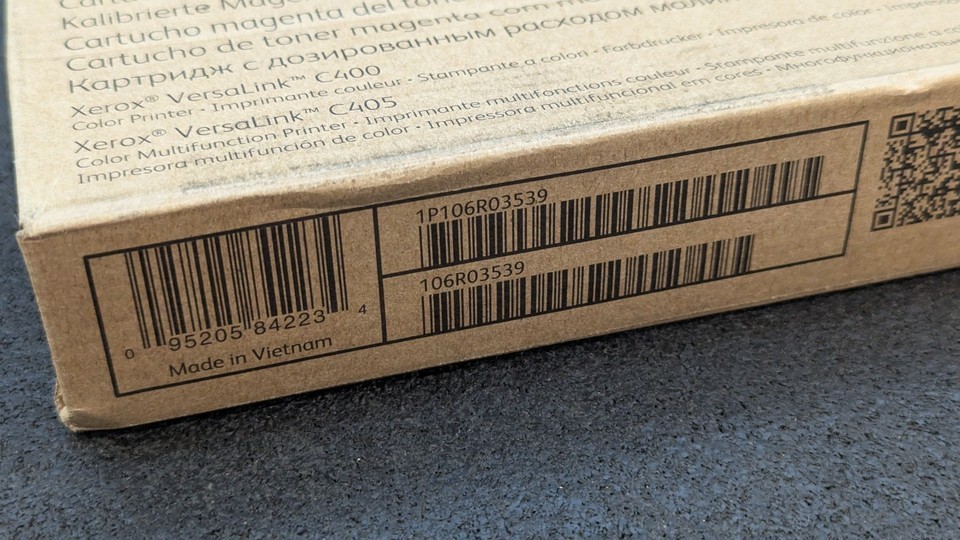 Kalibrierte
Cartucho magenta del
Cartucho de toner magenta com
Картридж с дозированным расходом
Xerox® VersaLink™ C400
Color Printer · Imprimante couleur · Stampante a colori · Farbdrucker · Impresora de color ·
Xerox® VersaLink™ C405
Color Multifunction Printer · Imprimante multifonctions couleur · Stampante multifunzione a
Impresora multifunción de color · Impressora multifuncional em cores ·
1P106R03539
106R03539
0 95205 84223 4
Made in Vietnam